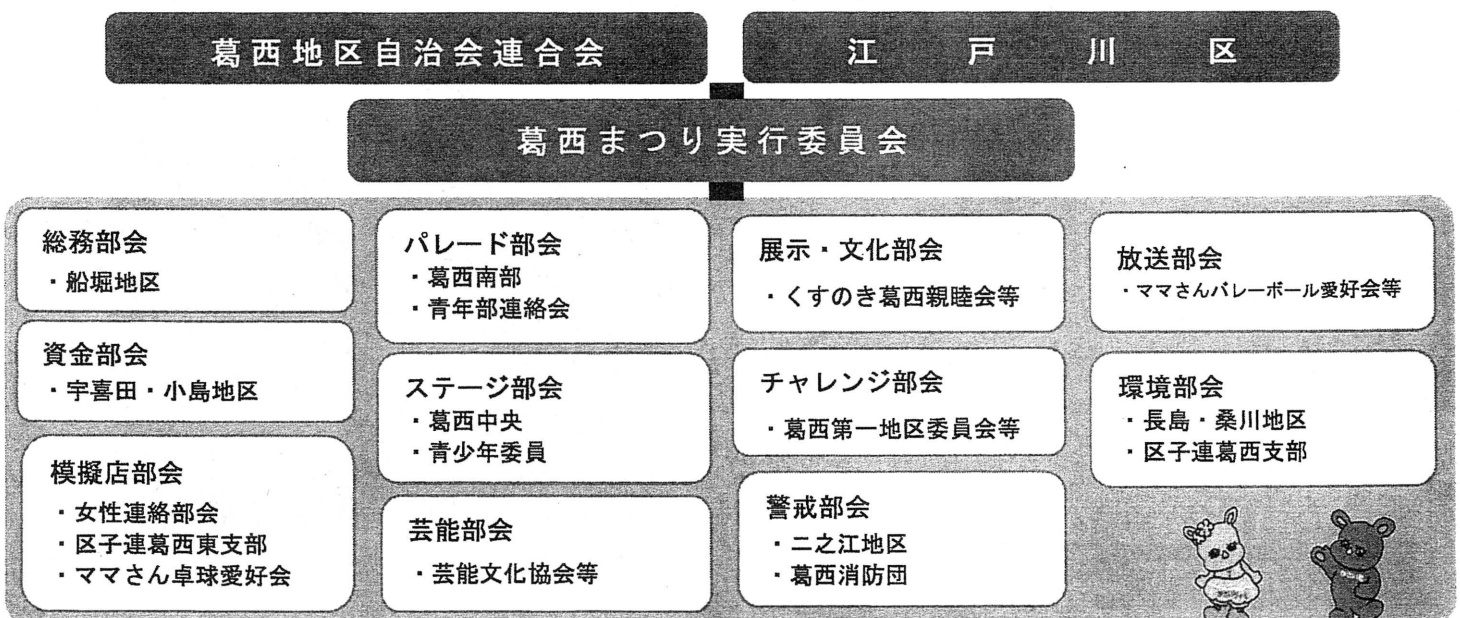 葛西地区自治会連合会
江戸川区
葛西まつり実行委員会
総務部会
・船堀地区
資金部会
・宇喜田・小島地区
模擬店部会
・女性連絡部会
・区子連葛西東支部
・ママさん卓球愛好会
パレード部会
・葛西南部
・青年部連絡会
ステージ部会
・葛西中央
・青少年委員
芸能部会
・芸能文化協会等
展示・文化部会
・くすのき葛西親睦会等
チャレンジ部会
・葛西第一地区委員会等
警戒部会
・二之江地区
・葛西消防団
放送部会
・ママさんバレーボール愛好会等
環境部会
・長島・桑川地区
・区子連葛西支部